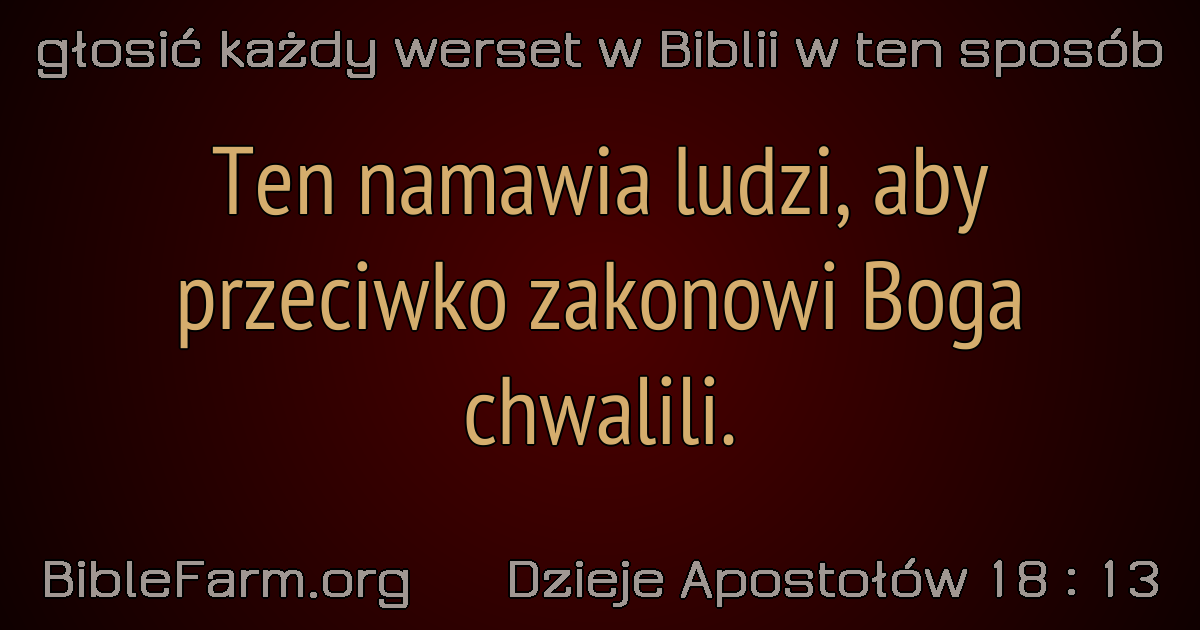 głosić każdy werset w Biblii w ten sposób
Ten namawia ludzi, aby
przeciwko zakonowi Boga
chwalili.
BibleFarm.org
Dzieje Apostołów 18 : 13